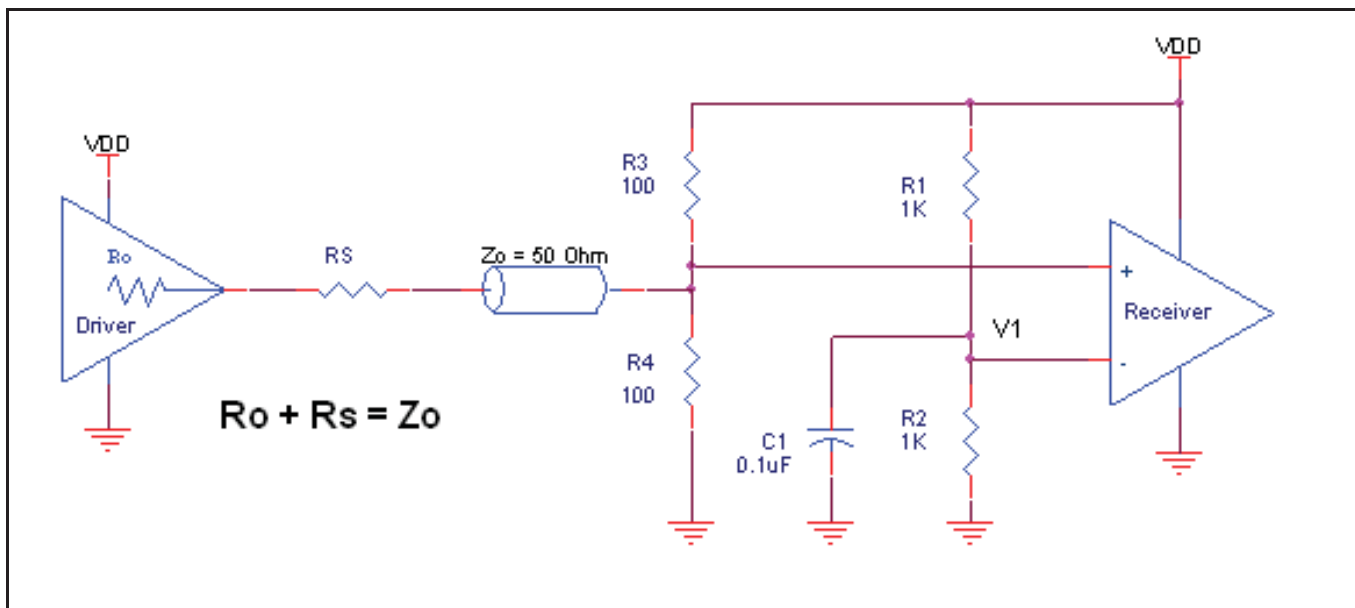 VDD
VDD
R3
100
R1
1K
Ro
RS
Zo = 50 Ohm
+
Driver
Receiver
V1
-
R4
100
Ro + Rs = Zo
C1
0.1uF
R2
1K